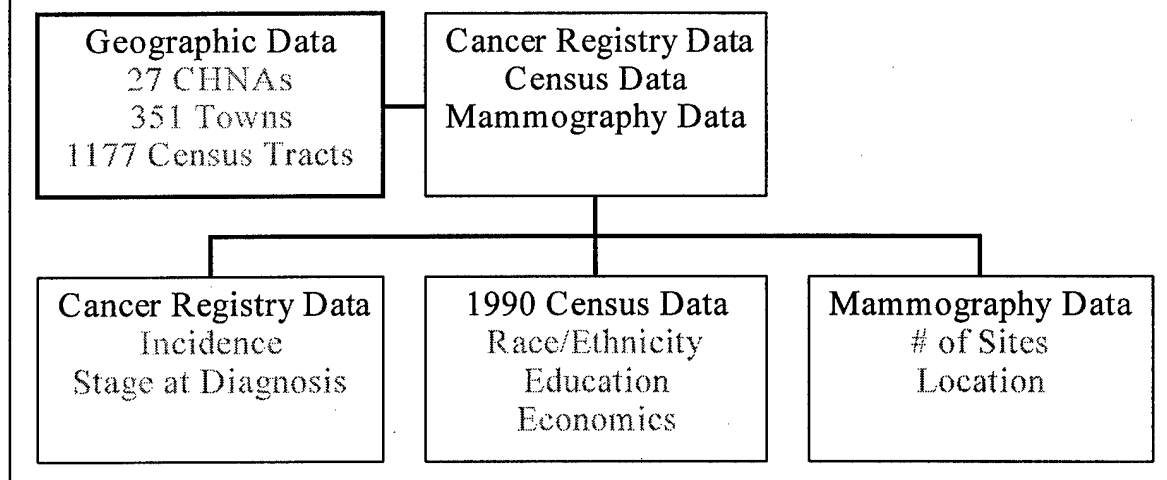 Geographic Data
27 CHNAs
351 Towns
1177 Census Tracts
Cancer Registry Data
Census Data
Mammography Data
Cancer Registry Data
Incidence
Stage at Diagnosis
1990 Census Data
Race/Ethnicity
Education
Economics
Mammography Data
# of Sites
Location